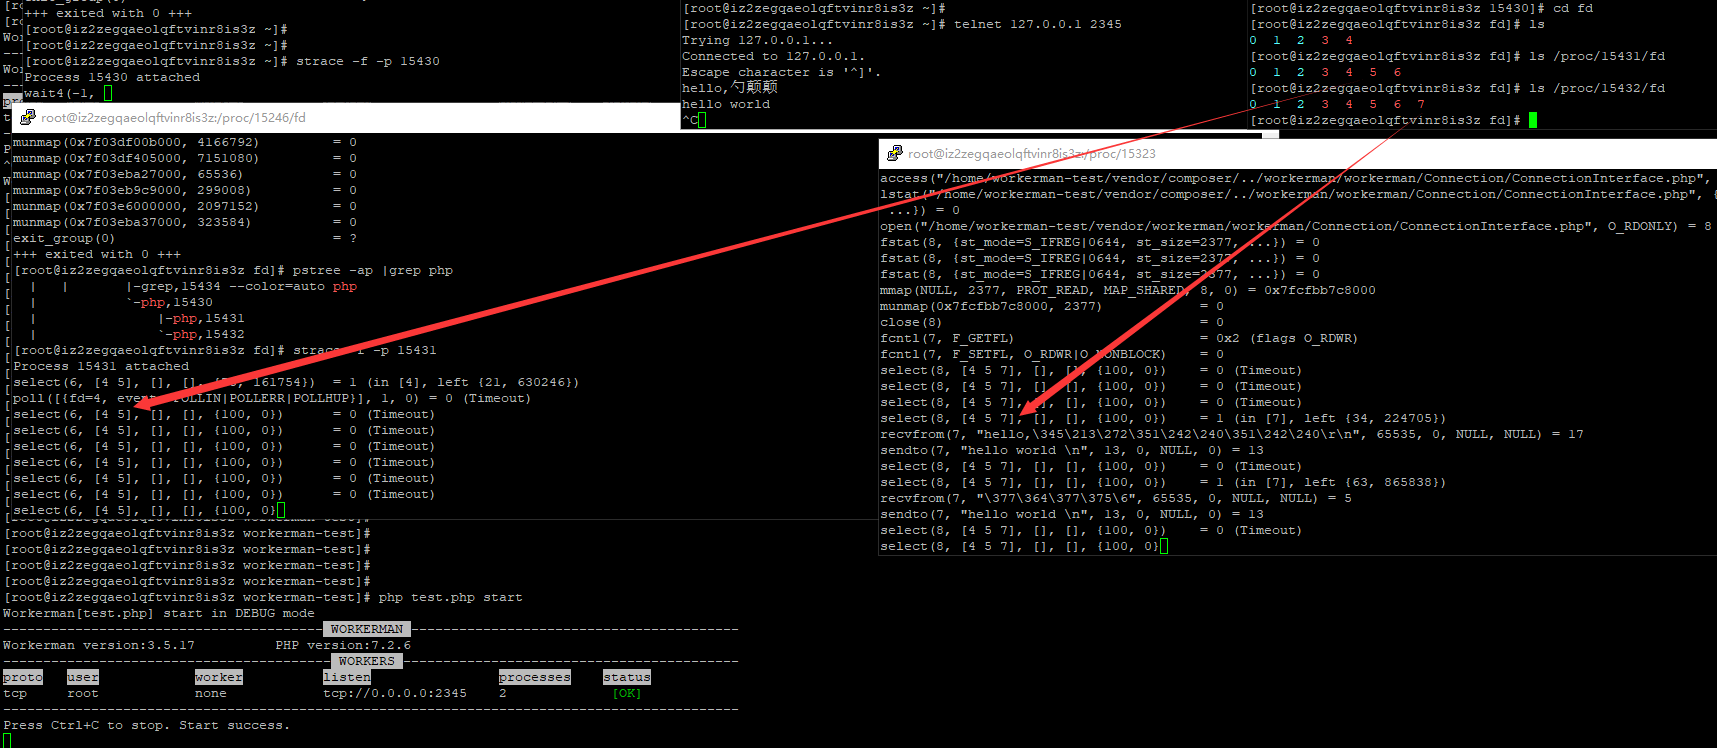 exit_group(0) = ?
+++ exited with 0 +++
[root@iz2zegqaeolqftvinr8is3z ~]#
[root@iz2zegqaeolqftvinr8is3z ~]#
[root@iz2zegqaeolqftvinr8is3z ~]# strace -f -p 15430
Process 15430 attached
wait4(-1,
[root@iz2zegqaeolqftvinr8is3z ~]#
[root@iz2zegqaeolqftvinr8is3z ~]# telnet 127.0.0.1 2345
Trying 127.0.0.1...
Connected to 127.0.0.1.
Escape character is '^]'.
hello,勺颠颠
hello world
^C
[root@iz2zegqaeolqftvinr8is3z 15430]# cd fd
[root@iz2zegqaeolqftvinr8is3z fd]# ls
0 1 2 3 4
[root@iz2zegqaeolqftvinr8is3z fd]# ls /proc/15431/fd
0 1 2 3 4 5 6
[root@iz2zegqaeolqftvinr8is3z fd]# ls /proc/15432/fd
0 1 2 3 4 5 6 7
[root@iz2zegqaeolqftvinr8is3z fd]#
root@iz2zegqaeolqftvinr8is3z:/proc/15246/fd
munmap(0x7f03df00b000, 4166792) = 0
munmap(0x7f03df405000, 7151080) = 0
munmap(0x7f03eba27000, 65536) = 0
munmap(0x7f03eb9c9000, 299008) = 0
munmap(0x7f03e6000000, 2097152) = 0
munmap(0x7f03eba37000, 323584) = 0
exit_group(0) = ?
+++ exited with 0 +++
[root@iz2zegqaeolqftvinr8is3z fd]# pstree -ap |grep php
| | |-grep,15434 --color=auto php
| `-php,15430
| |-php,15431
| `-php,15432
[root@iz2zegqaeolqftvinr8is3z fd]# strace -f -p 15431
Process 15431 attached
select(6, [4 5], [], [], 161754}) = 1 (in [4], left {21, 630246})
poll([{fd=4, POLLIN|POLLERR|POLLHUP}], 1, 0) = 0 (Timeout)
select(6, [4 5], [], [], {100, 0}) = 0 (Timeout)
select(6, [4 5], [], [], {100, 0}) = 0 (Timeout)
select(6, [4 5], [], [], {100, 0}) = 0 (Timeout)
select(6, [4 5], [], [], {100, 0}) = 0 (Timeout)
select(6, [4 5], [], [], {100, 0}) = 0 (Timeout)
select(6, [4 5], [], [], {100, 0}) = 0 (Timeout)
select(6, [4 5], [], [], {100, 0}
root@iz2zegqaeolqftvinr8is3z:/proc/15323
access("/home/workerman-test/vendor/composer/../workerman/workerman/Connection/ConnectionInterface.php",
lstat("/home/workerman-test/vendor/composer/../workerman/workerman/Connection/ConnectionInterface.php", {
...}) = 0
open("/home/workerman-test/vendor/workerman/workerman/Connection/ConnectionInterface.php", O_RDONLY) = 8
fstat(8, {st_mode=S_IFREG|0644, st_size=2377, ...}) = 0
fstat(8, {st_mode=S_IFREG|0644, st_size=2377, ...}) = 0
fstat(8, {st_mode=S_IFREG|0644, st_size=2377, ...}) = 0
mmap(NULL, 2377, PROT_READ, MAP_SHARED, 8, 0) = 0x7fcfbb7c8000
munmap(0x7fcfbb7c8000, 2377) = 0
close(8) = 0
fcntl(7, F_GETFL) = 0x2 (flags O_RDWR)
fcntl(7, F_SETFL, O_RDWR|O_NONBLOCK) = 0
select(8, [4 5 7], [], [], {100, 0}) = 0 (Timeout)
select(8, [4 5 7], [], [], {100, 0}) = 0 (Timeout)
select(8, [4 5 7], [], [], {100, 0}) = 0 (Timeout)
select(8, [4 5 7], [], [], {100, 0}) = 1 (in [7], left {34, 224705})
recvfrom(7, "hello,\345\213\272\351\242\240\351\242\240\r\n", 65535, 0, NULL, NULL) = 17
sendto(7, "hello world \n", 13, 0, NULL, 0) = 13
select(8, [4 5 7], [], [], {100, 0}) = 0 (Timeout)
select(8, [4 5 7], [], [], {100, 0}) = 1 (in [7], left {63, 865838})
recvfrom(7, "\377\364\377\375\6", 65535, 0, NULL, NULL) = 5
sendto(7, "hello world \n", 13, 0, NULL, 0) = 13
select(8, [4 5 7], [], [], {100, 0}) = 0 (Timeout)
select(8, [4 5 7], [], [], {100, 0}
[root@iz2zegqaeolqftvinr8is3z workerman-test]#
[root@iz2zegqaeolqftvinr8is3z workerman-test]#
[root@iz2zegqaeolqftvinr8is3z workerman-test]#
[root@iz2zegqaeolqftvinr8is3z workerman-test]#
[root@iz2zegqaeolqftvinr8is3z workerman-test]# php test.php start
Workerman[test.php] start in DEBUG mode
---------------------------------------- WORKERMAN -----------------------------------------
Workerman version:3.5.17 PHP version:7.2.6
----------------------------------------- WORKERS ------------------------------------------
proto user worker listen processes status
tcp root none tcp://0.0.0.0:2345 2 [OK]
--------------------------------------------------------------------------------------------
Press Ctrl+C to stop. Start success.